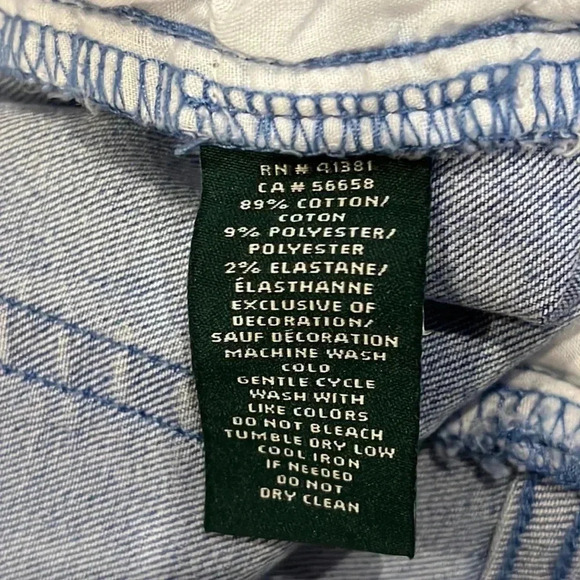 RN # 41381
CA # 56658
89% COTTON/
COTON
9% POLYESTER/
POLYESTER
2% ELASTANE/
ÉLASTHANNE
EXCLUSIVE OF
DECORATION/
SAUF DÉCORATION
MACHINE WASH
COLD
GENTLE CYCLE
WASH WITH
LIKE COLORS
DO NOT BLEACH
TUMBLE DRY LOW
COOL IRON
IF NEEDED
DO NOT
DRY CLEAN